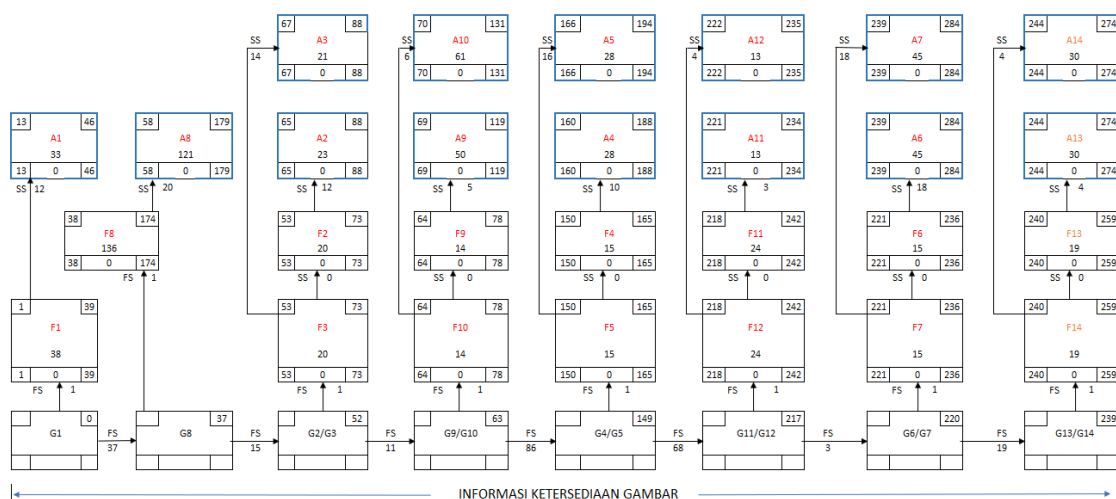 67 88 70 131 166 194 222 235 239 284 244 274
SS A3 SS A10 SS A5 SS A12 SS A7 SS A14
14 21 6 61 16 28 4 13 18 45 4 30
67 0 88 70 0 131 166 0 194 222 0 235 239 0 284 244 0 274
13 46 58 179 65 88 69 119 160 188 221 234 239 284 244 274
A1 A8 A2 A9 A4 A11 A6 A13
33 121 23 50 28 13 45 30
13 0 46 58 0 179 65 0 88 69 0 119 160 0 188 221 0 234 239 0 284 244 0 274
SS 12 SS 20 SS 12 SS 5 SS 10 SS 3 SS 18 SS 4
38 174 53 73 64 78 150 165 218 242 221 236 240 259
F8 F2 F9 F4 F11 F6 F13
136 20 14 15 24 15 19
38 0 174 53 0 73 64 0 78 150 0 165 218 0 242 221 0 236 240 0 259
FS 1 SS 0 SS 0 SS 0 SS 0 SS 0 SS 0
1 39 53 73 64 78 150 165 218 242 221 236 240 259
F1 F3 F10 F5 F12 F7 F14
38 20 14 15 24 15 19
1 0 39 53 0 73 64 0 78 150 0 165 218 0 242 221 0 236 240 0 259
FS 1 FS 1 FS 1 FS 1 FS 1 FS 1 FS 1
0 37 52 63 149 217 220 239
G1 FS G8 FS G2/G3 FS G9/G10 FS G4/G5 FS G11/G12 FS G6/G7 FS G13/G14
37 15 11 86 68 3 19
INFORMASI KETERSEDIAAN GAMBAR